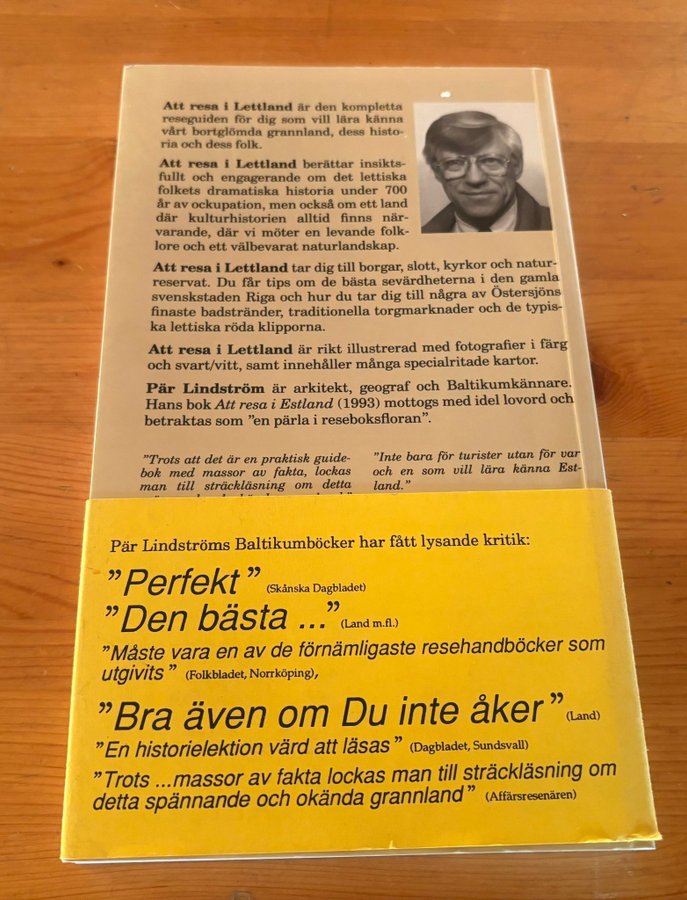 Att resa i Lettland är den kompletta
reseguiden för dig som vill lära känna
vårt bortglömda grannland, dess histo-
ria och dess folk.
Att resa i Lettland berättar insikts-
fullt och engagerande om det lettiska
folkets dramatiska historia under 700
år av ockupation, men också om ett land
där kulturhistorien alltid finns när-
varande, där vi möter en levande folk-
lore och ett välbevarat naturlandskap.
Att resa i Lettland tar dig till borgar, slott, kyrkor och natur-
reservat. Du får tips om de bästa sevärdheterna i den gamla
svenskstaden Riga och hur du tar dig till några av Östersjöns
finaste badstränder, traditionella torgmarknader och de typis-
ka lettiska röda klipporna.
Att resa i Lettland är rikt illustrerad med fotografier i färg
och svart/vitt, samt innehåller många specialritade kartor.
Pär Lindström är arkitekt, geograf och Baltikumkännare.
Hans bok Att resa i Estland (1993) mottogs med idel lovord och
betraktas som ”en pärla i reseboksfloran”.
”Trots att det är en praktisk guide-
bok med massor av fakta, lockas
man till sträckläsning om detta
”Inte bara för turister utan för var
och en som vill lära känna Est-
land.”
Pär Lindströms Baltikumböcker har fått lysande kritik:
”Perfekt” (Skånska Dagbladet)
”Den bästa ...” (Land m.fl.)
”Måste vara en av de förnämligaste resehandböcker som
utgivits” (Folkbladet, Norrköping),
”Bra även om Du inte åker” (Land)
”En historielektion värd att läsas” (Dagbladet, Sundsvall)
”Trots ...massor av fakta lockas man till sträckläsning om
detta spännande och okända grannland” (Affärsresenären)